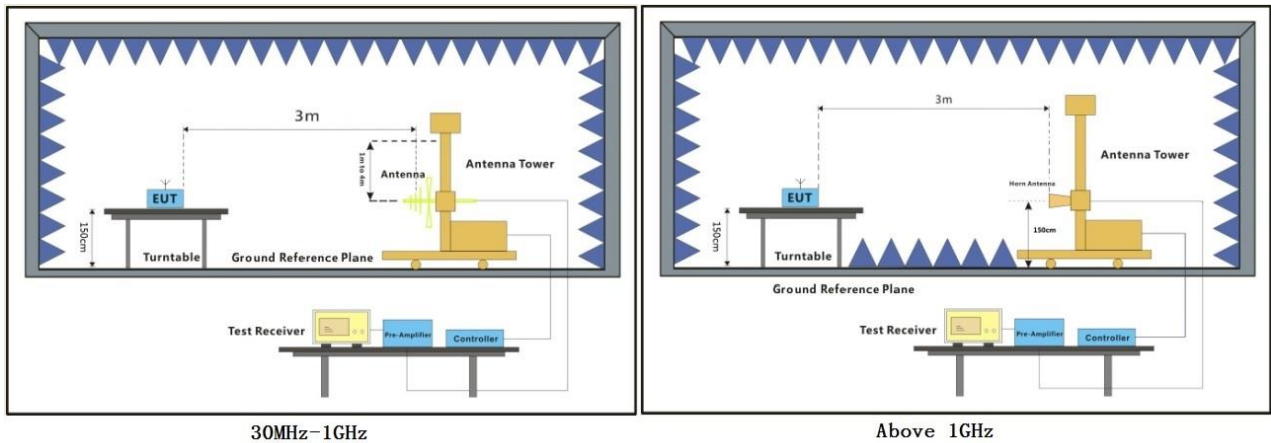 3m
1m to 4m
Antenna
Antenna Tower
EUT
150cm
Turntable
Ground Reference Plane
Test Receiver
Pre-Amplifier
Controller
30MHz-1GHz
3m
Antenna Tower
Horn Antenna
EUT
150cm
150cm
Turntable
Ground Reference Plane
Test Receiver
Pre-Amplifier
Controller
Above 1GHz